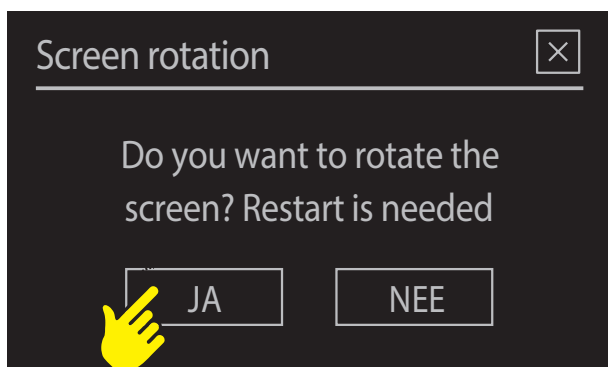 Screen rotation
Do you want to rotate the
screen? Restart is needed
JA NEE